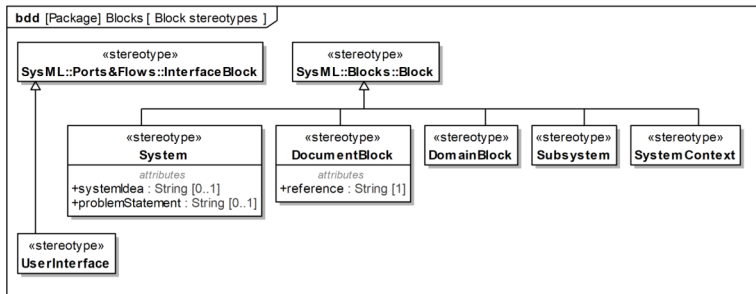 bdd [Package] Blocks [ Block stereotypes ]
«stereotype»
SysML::Ports&Flows::InterfaceBlock
«stereotype»
SysML::Blocks::Block
«stereotype»
System
attributes
+systemIdea : String [0..1]
+problemStatement : String [0..1]
«stereotype»
DocumentBlock
attributes
+reference : String [1]
«stereotype»
DomainBlock
«stereotype»
Subsystem
«stereotype»
SystemContext
«stereotype»
UserInterface